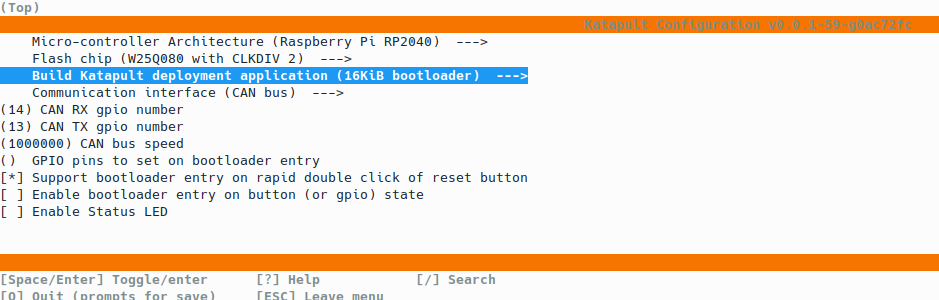 (Top)
Katapult Configuration v0.0.1-59-g0ac72fc
Micro-controller Architecture (Raspberry Pi RP2040)  --->
Flash chip (W25Q080 with CLKDIV 2)  --->
Build Katapult deployment application (16KiB bootloader)  --->
Communication interface (CAN bus)  --->
(14) CAN RX gpio number
(13) CAN TX gpio number
(1000000) CAN bus speed
()  GPIO pins to set on bootloader entry
[*] Support bootloader entry on rapid double click of reset button
[ ] Enable bootloader entry on button (or gpio) state
[ ] Enable Status LED
[Space/Enter] Toggle/enter      [?] Help            [/] Search
[Q] Quit (prompts for save)     [ESC] Leave menu